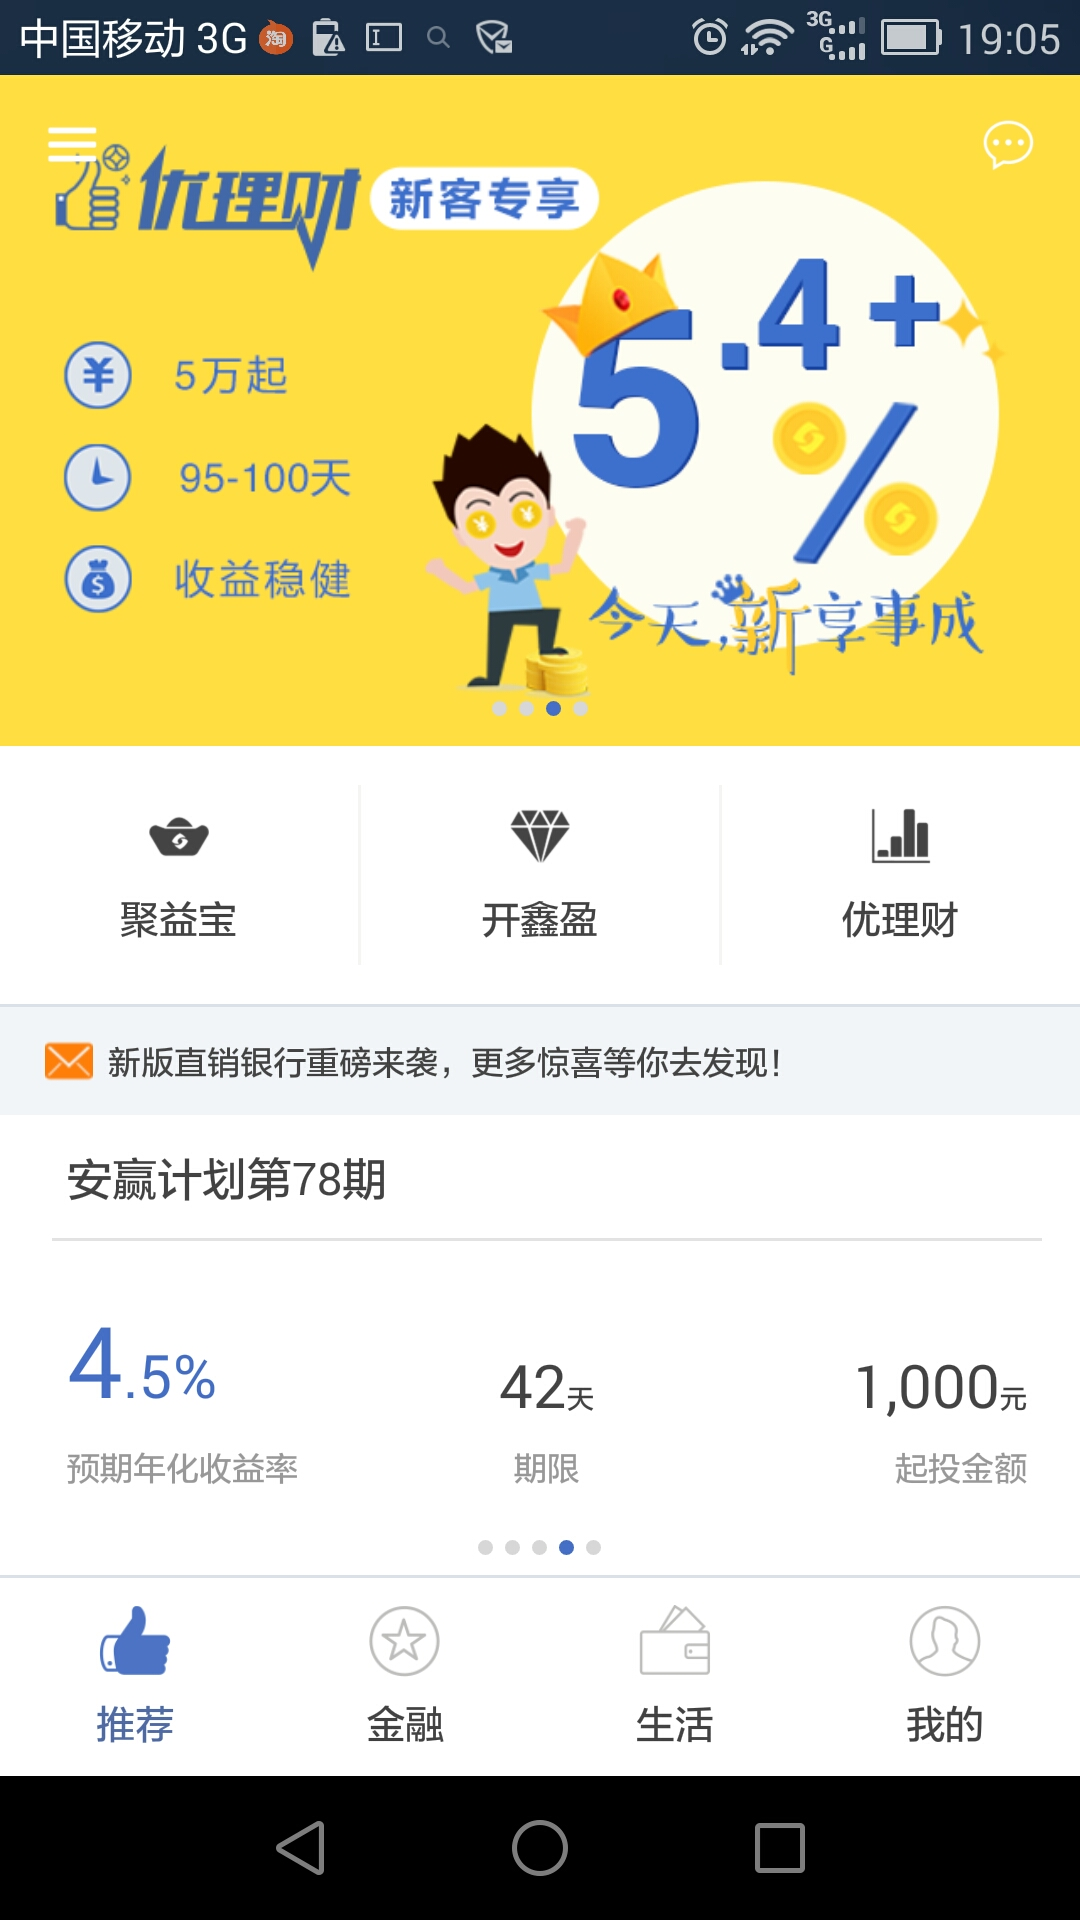 中国移动 3G 淘 3G G 19:05
优理财 新客专享
5.4+%
¥ 5万起
95-100天
$ 收益稳健
今天,新享事成
聚益宝 开鑫盈 优理财
新版直销银行重磅来袭，更多惊喜等你去发现！
安赢计划第78期
4.5% 42天 1,000元
预期年化收益率 期限 起投金额
推荐 金融 生活 我的